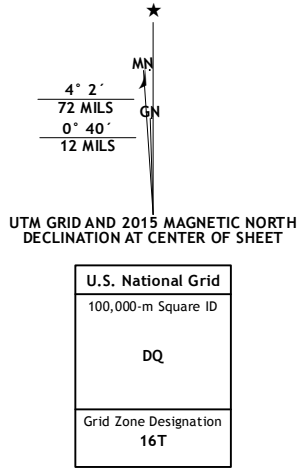 ★
MN
4° 2´
72 MILS
GN
0° 40´
12 MILS
UTM GRID AND 2015 MAGNETIC NORTH
DECLINATION AT CENTER OF SHEET
U.S. National Grid
100,000-m Square ID
DQ
Grid Zone Designation
16T